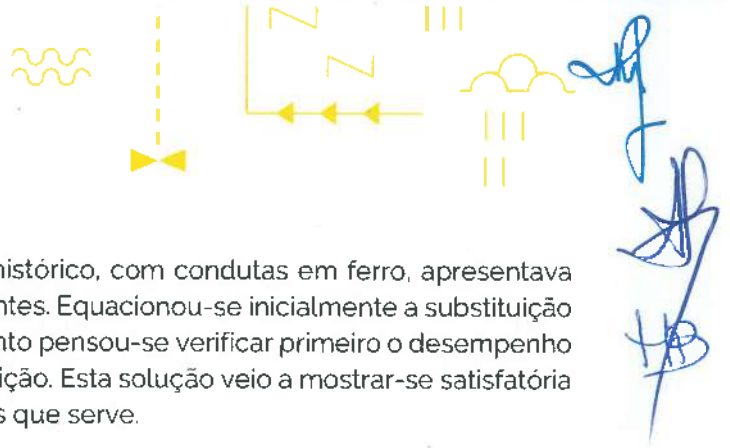 histórico, com condutas em ferro, apresentava
ntes. Equacionou-se inicialmente a substituição
nto pensou-se verificar primeiro o desempenho
ição. Esta solução veio a mostrar-se satisfatória
s que serve.